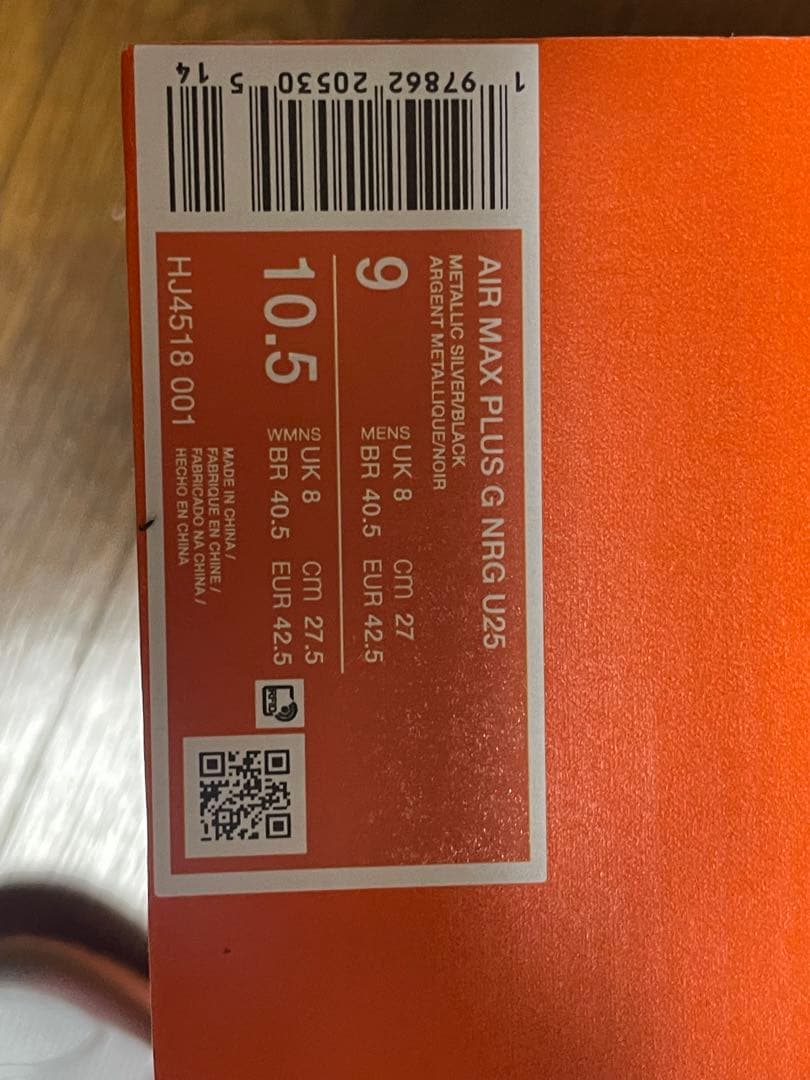 1 97862 20530 5 14
AIR MAX PLUS G NRG U25
METALLIC SILVER/BLACK
ARGENT METALLIQUE/NOIR
9
MENS
UK 8 cm 27
BR 40.5 EUR 42.5
10.5
WMNS
UK 8 cm 27.5
BR 40.5 EUR 42.5
HJ4518 001
MADE IN CHINA /
FABRIQUE EN CHINE /
FABRICADO NA CHINA /
HECHO EN CHINA
RFID